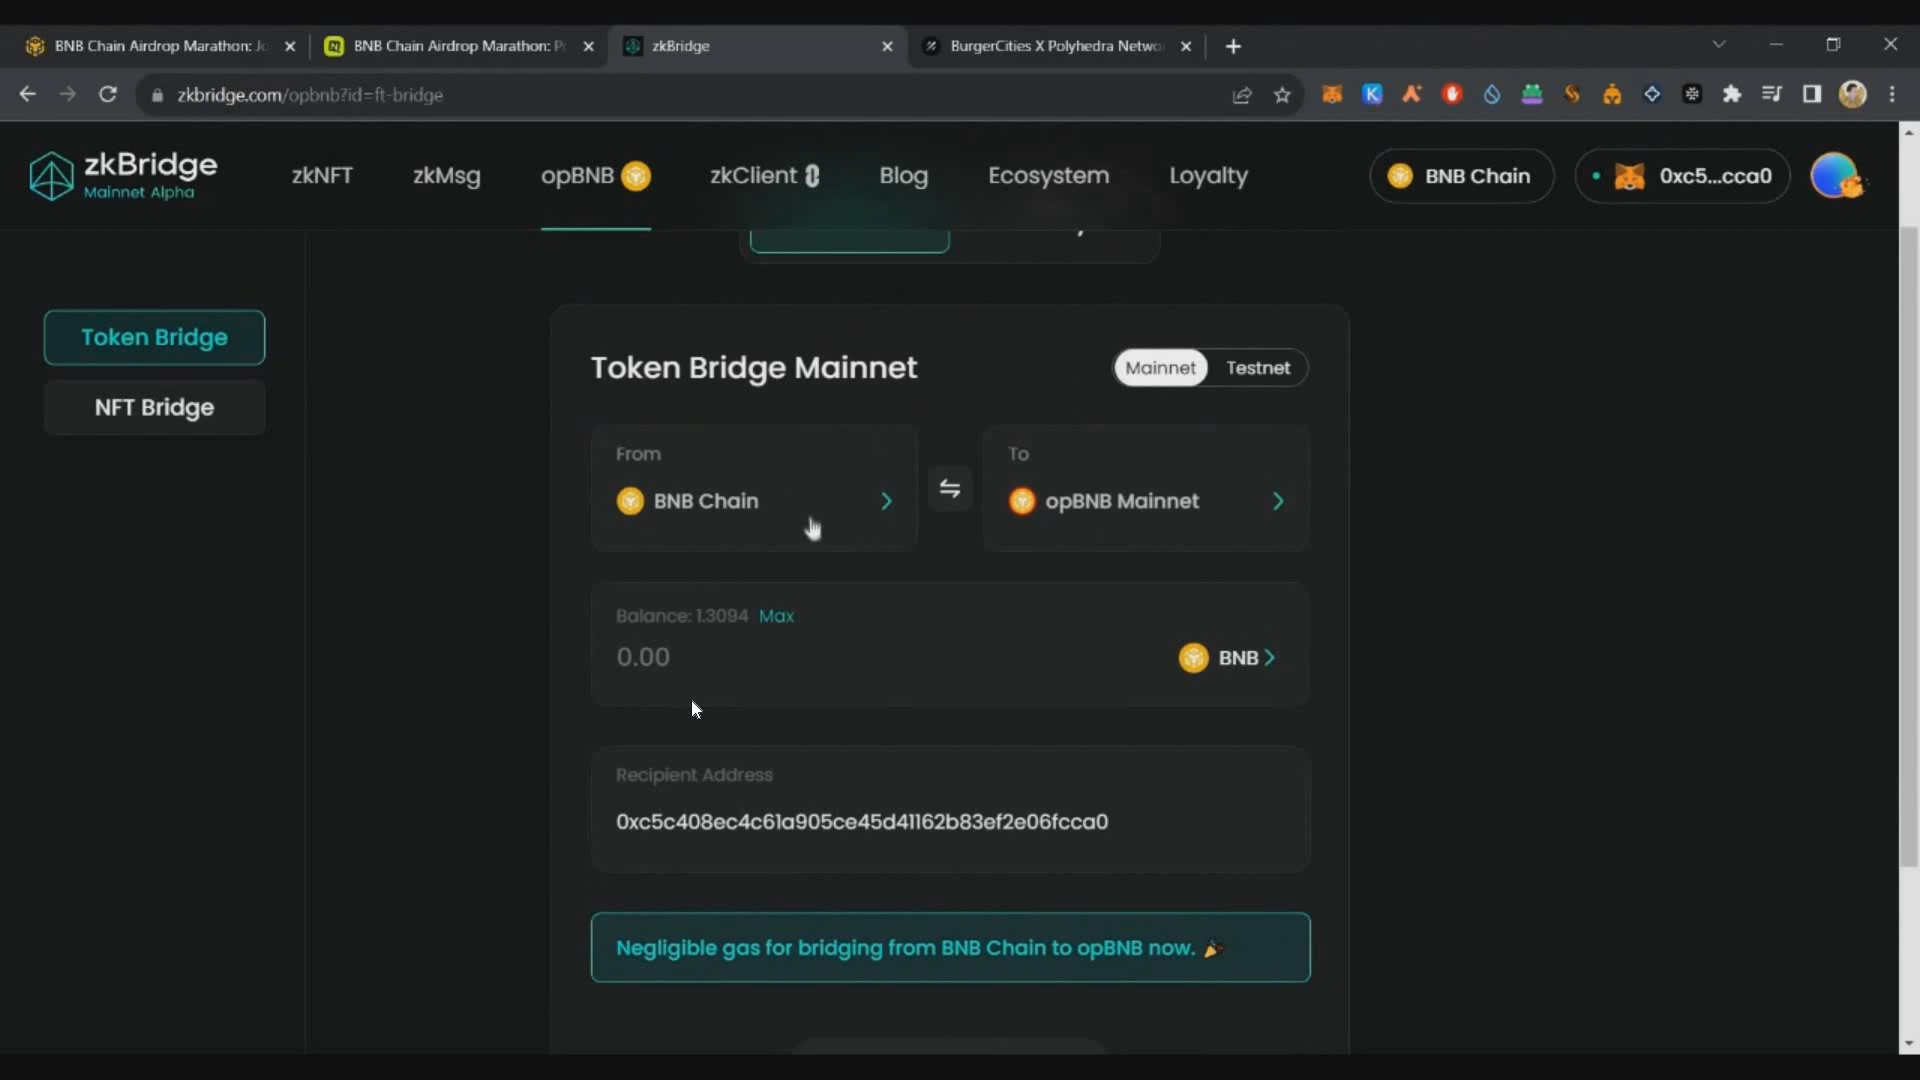 BNB Chain Airdrop Marathon: Jo
BNB Chain Airdrop Marathon: P
zkBridge
BurgerCities X Polyhedra Netwo
zkbridge.com/opbnb?id=ft-bridge
zkBridge
Mainnet Alpha
zkNFT
zkMsg
opBNB
zkClient
Blog
Ecosystem
Loyalty
BNB Chain
0xc5...cca0
Token Bridge
NFT Bridge
Token Bridge Mainnet
Mainnet
Testnet
From
BNB Chain
To
opBNB Mainnet
Balance: 1.3094 Max
0.00
BNB
Recipient Address
0xc5c408ec4c61a905ce45d41162b83ef2e06fcca0
Negligible gas for bridging from BNB Chain to opBNB now. 🎉